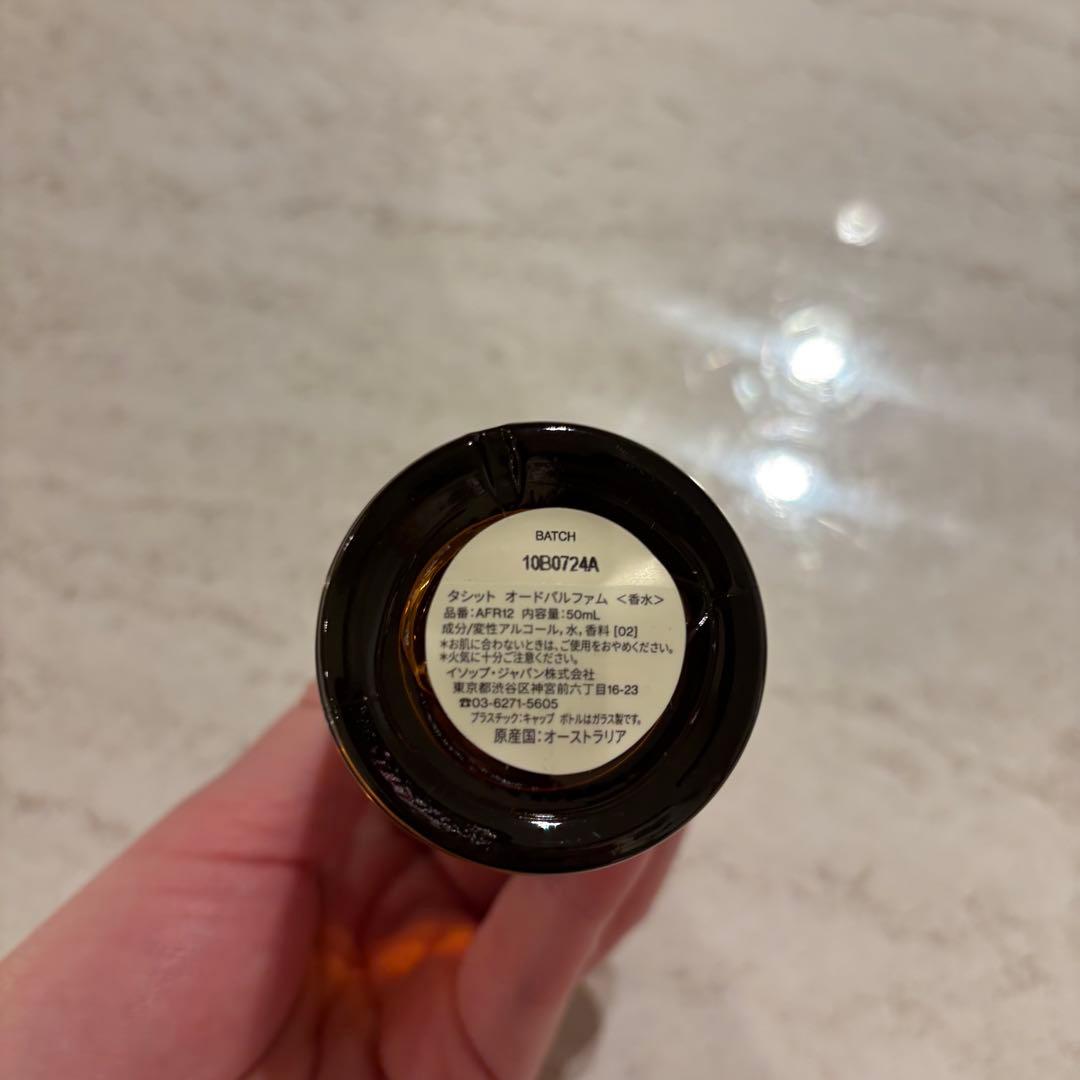 BATCH
10B0724A
タシット オードパルファム <香水>
品番:AFR12 内容量:50mL
成分/変性アルコール,水,香料 [02]
*お肌に合わないときは、ご使用をおやめください。
*火気に十分ご注意ください。
イソップ・ジャパン株式会社
東京都渋谷区神宮前六丁目16-23
☎03-6271-5605
プラスチック:キャップ ボトルはガラス製です。
原産国:オーストラリア